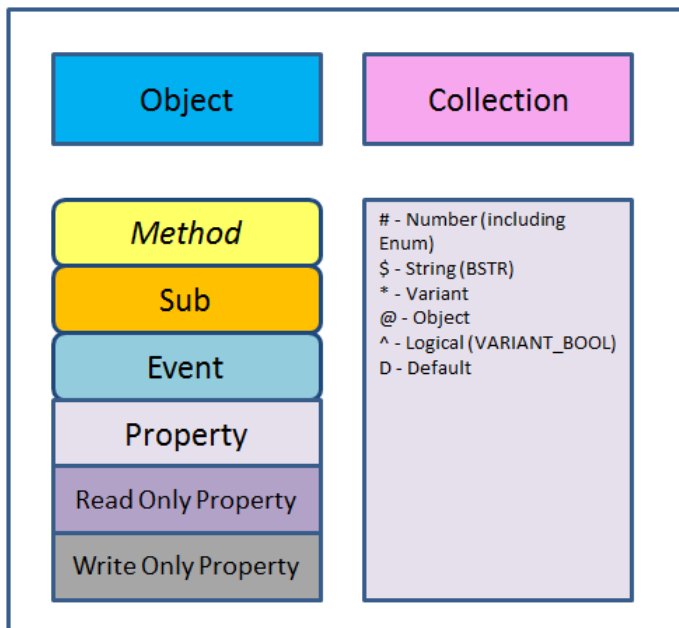 Object
Collection
Method
Sub
Event
Property
Read Only Property
Write Only Property
# - Number (including
Enum)
$ - String (BSTR)
* - Variant
@ - Object
^ - Logical (VARIANT_BOOL)
D - Default